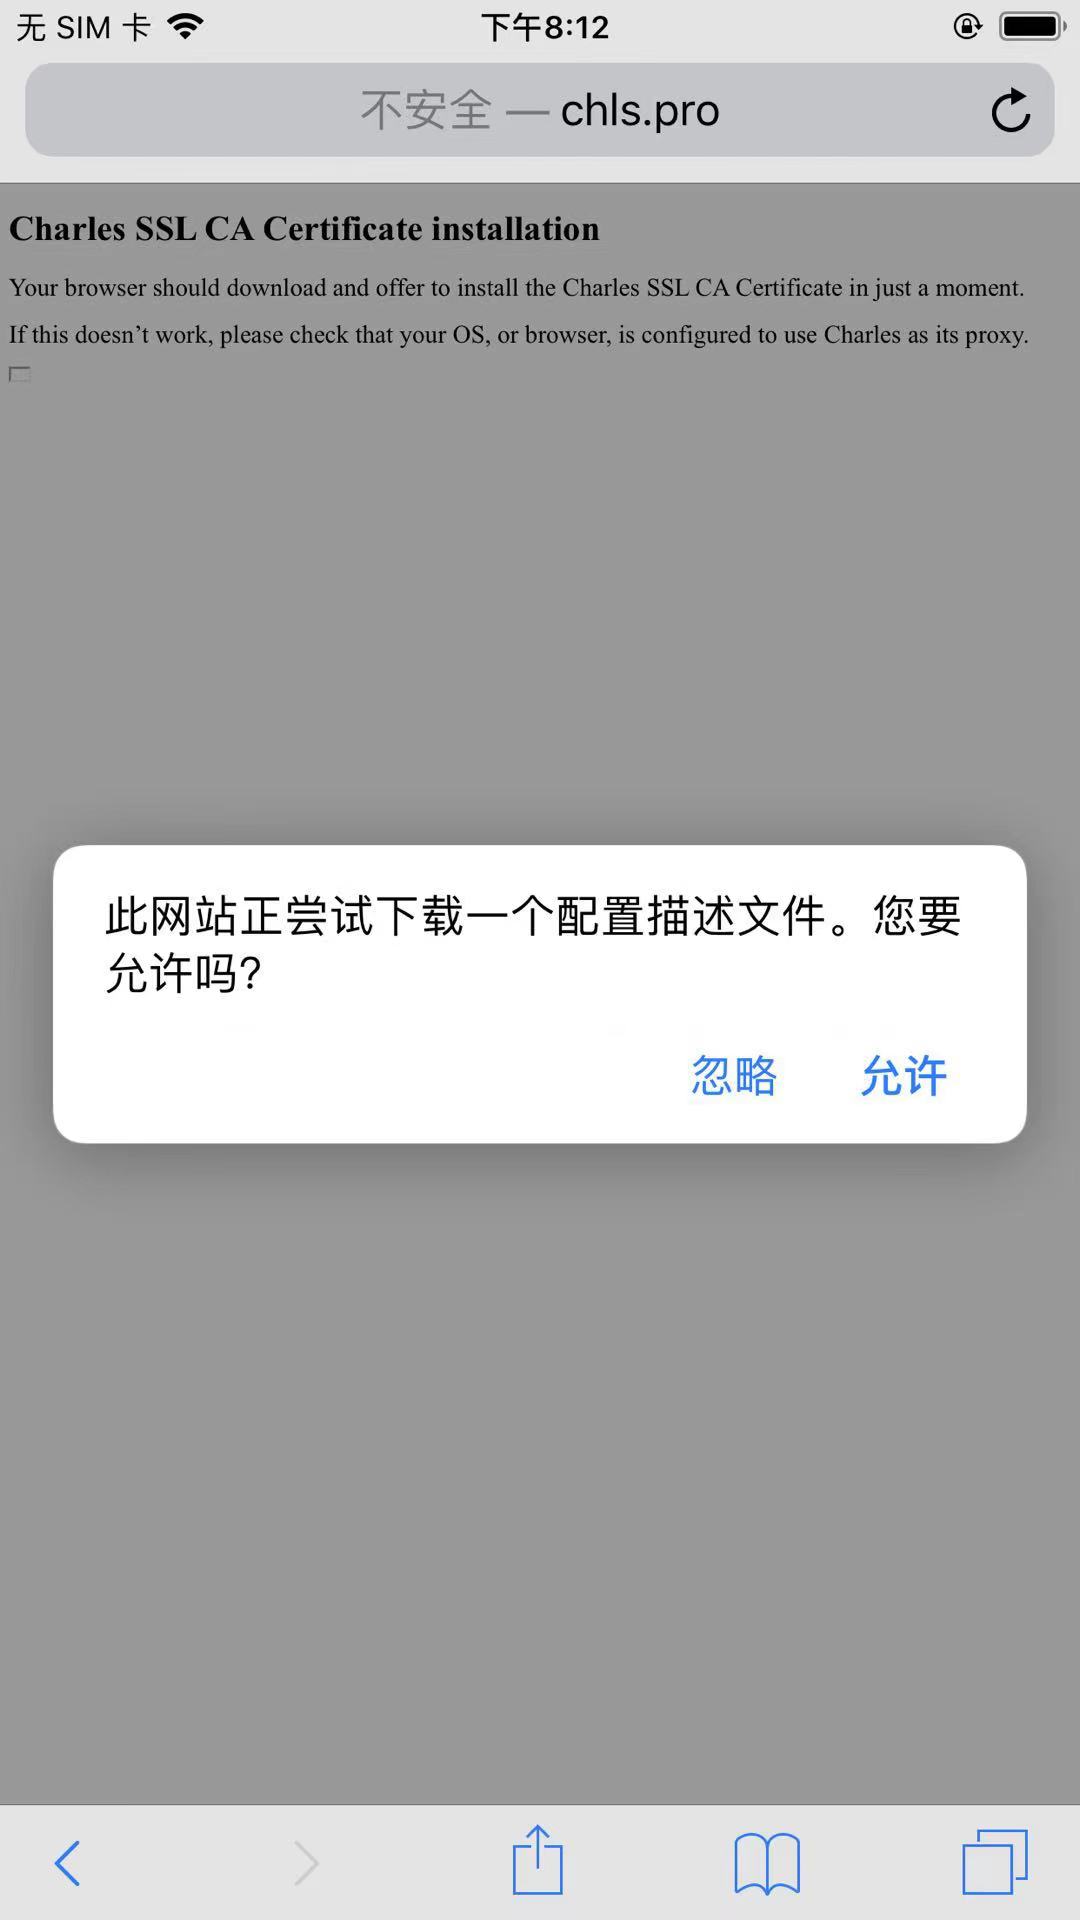 无 SIM 卡 下午8:12
不安全 — chls.pro
Charles SSL CA Certificate installation
Your browser should download and offer to install the Charles SSL CA Certificate in just a moment.
If this doesn’t work, please check that your OS, or browser, is configured to use Charles as its proxy.
此网站正尝试下载一个配置描述文件。您要
允许吗?
忽略 允许